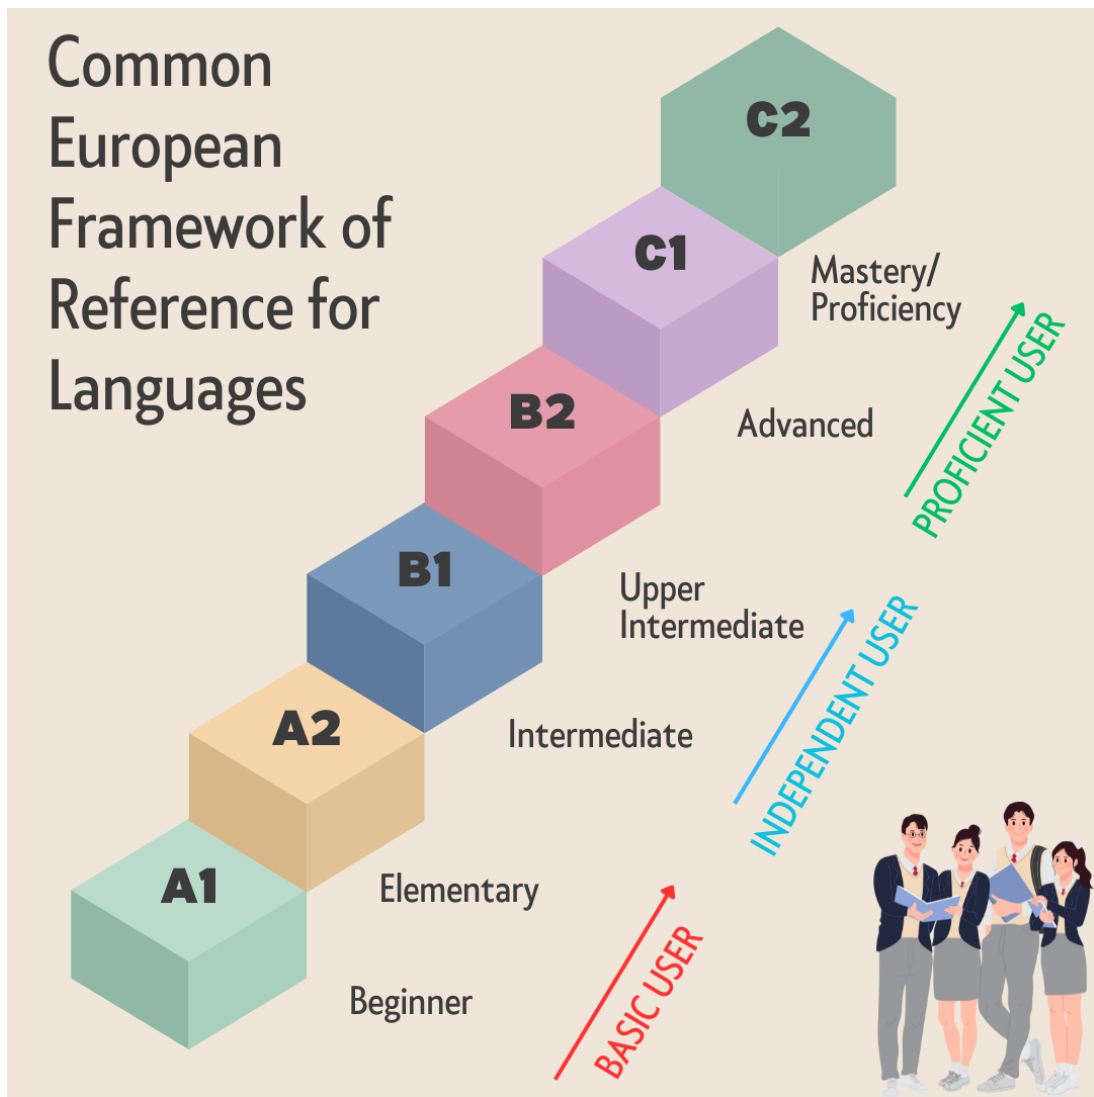 Common
European
Framework of
Reference for
Languages
C2
Mastery/
Proficiency
C1
Advanced
PROFICIENT USER
B2
Upper
Intermediate
B1
Intermediate
INDEPENDENT USER
A2
Elementary
A1
Beginner
BASIC USER